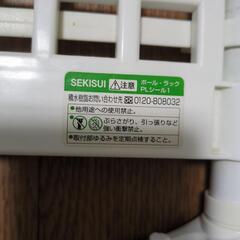 SEKISUI 注意 ポール・ラック
PLシール1
積水樹脂お問い合わせ先 0120-808032
●他用途への使用禁止。
●ぶらさがり、引っ張りなど
強い衝撃禁止。
●取付部ゆるみを定期点検すること。